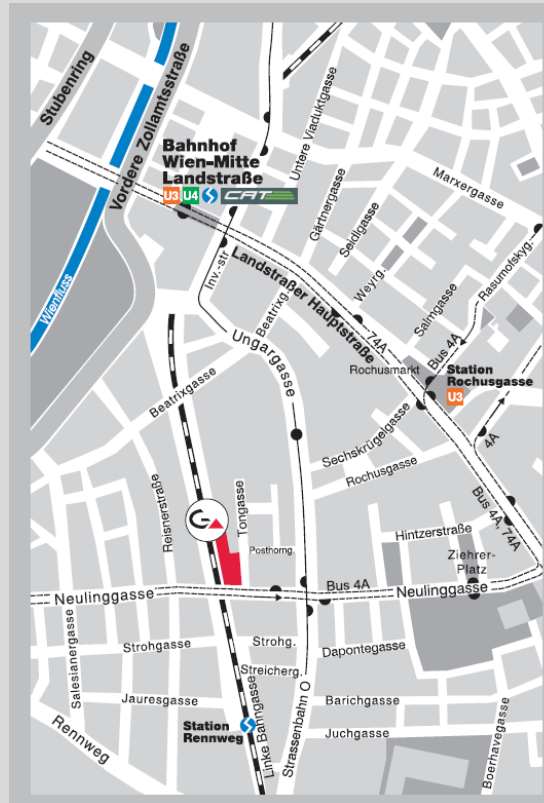 Stubenring
Vordere Zollamtsstraße
Wienfluss
Bahnhof
Wien-Mitte
Landstraße
U3 U4 S CAT
Untere Viaduktgasse
Marxergasse
Gärtnergasse
Seidlgasse
Rasumofskyg.
Weyrg.
Salmgasse
Inv.-str
Landstraßer Hauptstraße
74A
Beatrixg.
Ungargasse
Bus 4A
Rochusmarkt
Station
Rochusgasse
U3
Beatrixgasse
Sechskrügelgasse
4A
Rochusgasse
Reisnerstraße
Tongasse
G
Bus 4A, 74A
Hintzerstraße
Posthorng.
Ziehrer-
Platz
Bus 4A
Neulinggasse
Neulinggasse
Salesianergasse
Strohgasse
Strohg.
Dapontegasse
Streicherg.
Jauresgasse
Barichgasse
Linke Bahngasse
Strassenbahn O
Station
Rennweg
S
Juchgasse
Rennweg
Boerhavegasse